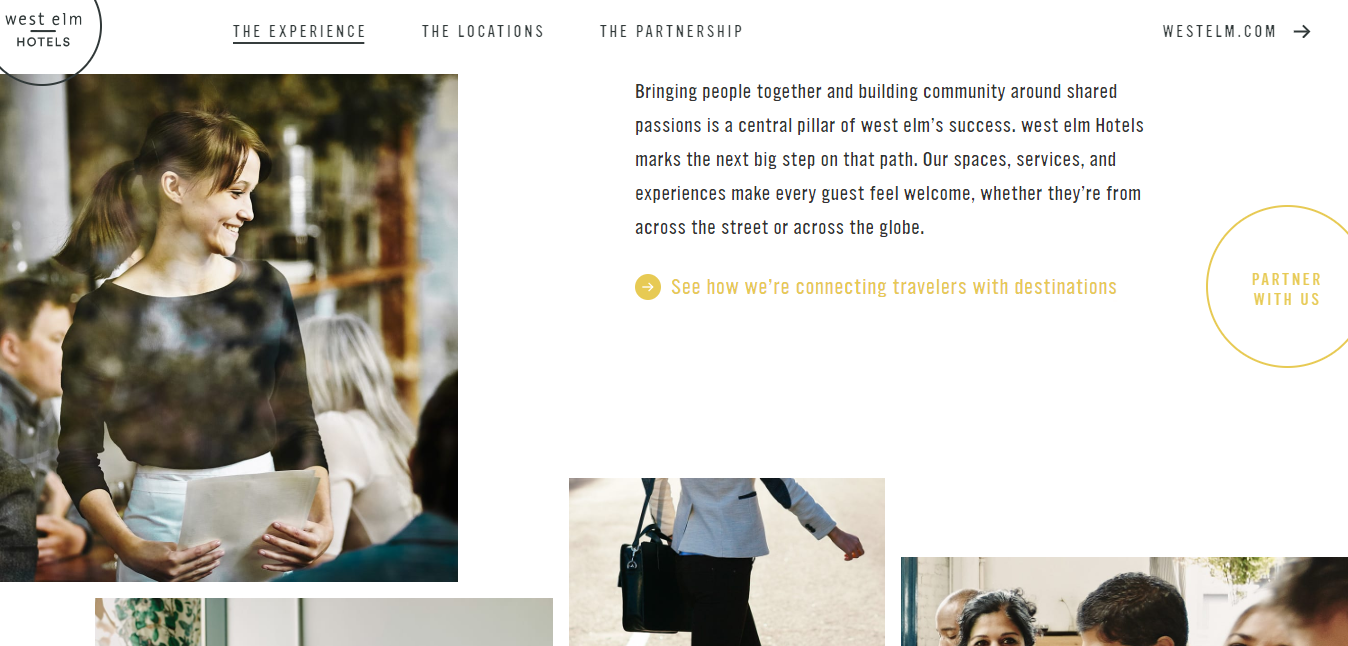 west elm
HOTELS
THE EXPERIENCE
THE LOCATIONS
THE PARTNERSHIP
WESTELM.COM
Bringing people together and building community around shared
passions is a central pillar of west elm’s success. west elm Hotels
marks the next big step on that path. Our spaces, services, and
experiences make every guest feel welcome, whether they’re from
across the street or across the globe.
See how we’re connecting travelers with destinations
PARTNER
WITH US